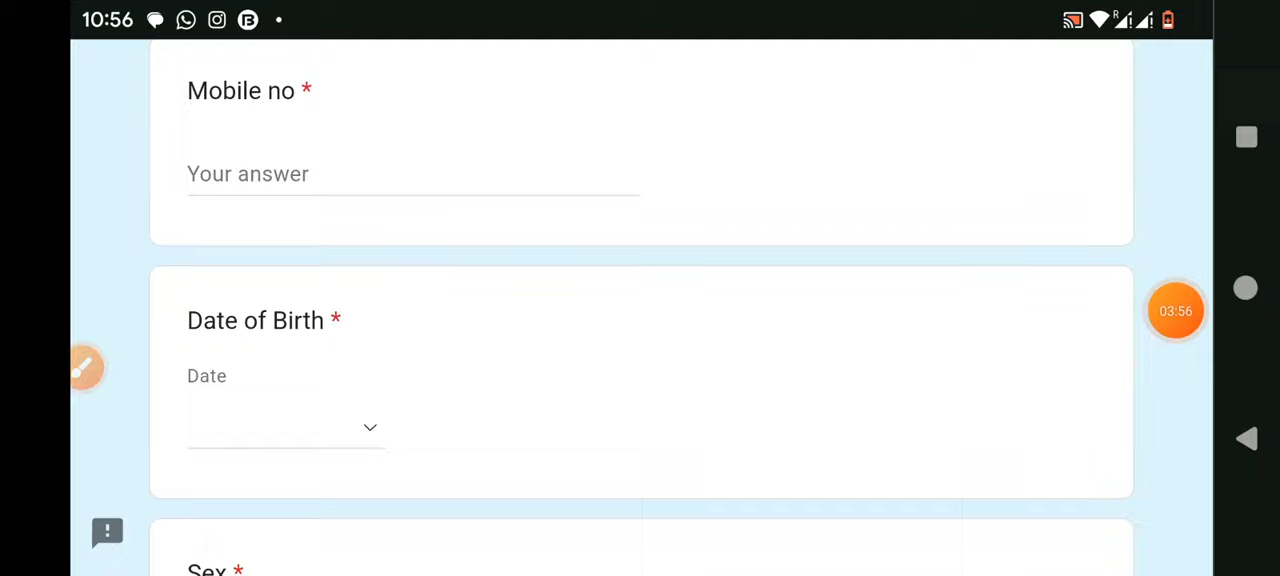 10:56
R
Mobile no *
Your answer
Date of Birth *
03:56
Date
Sex *